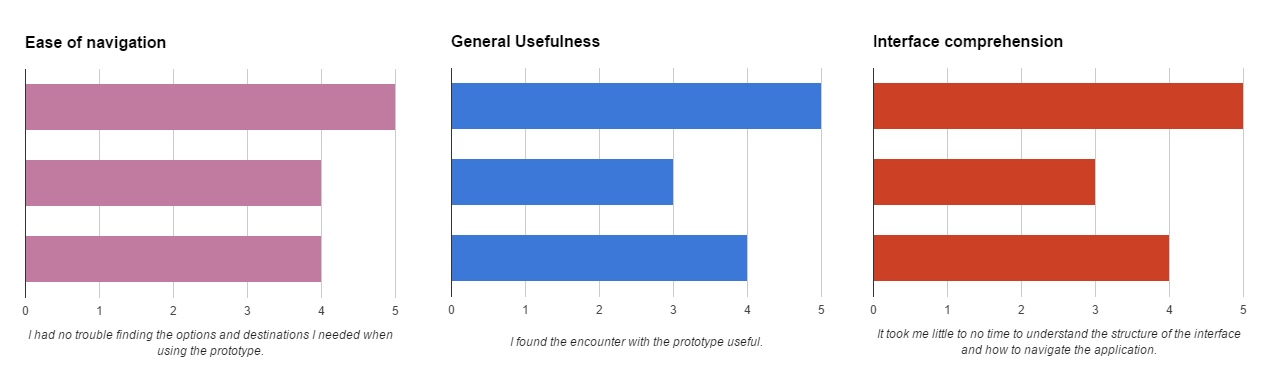 Ease of navigation
0 1 2 3 4 5
I had no trouble finding the options and destinations I needed when
using the prototype.
General Usefulness
0 1 2 3 4 5
I found the encounter with the prototype useful.
Interface comprehension
0 1 2 3 4 5
It took me little to no time to understand the structure of the interface
and how to navigate the application.